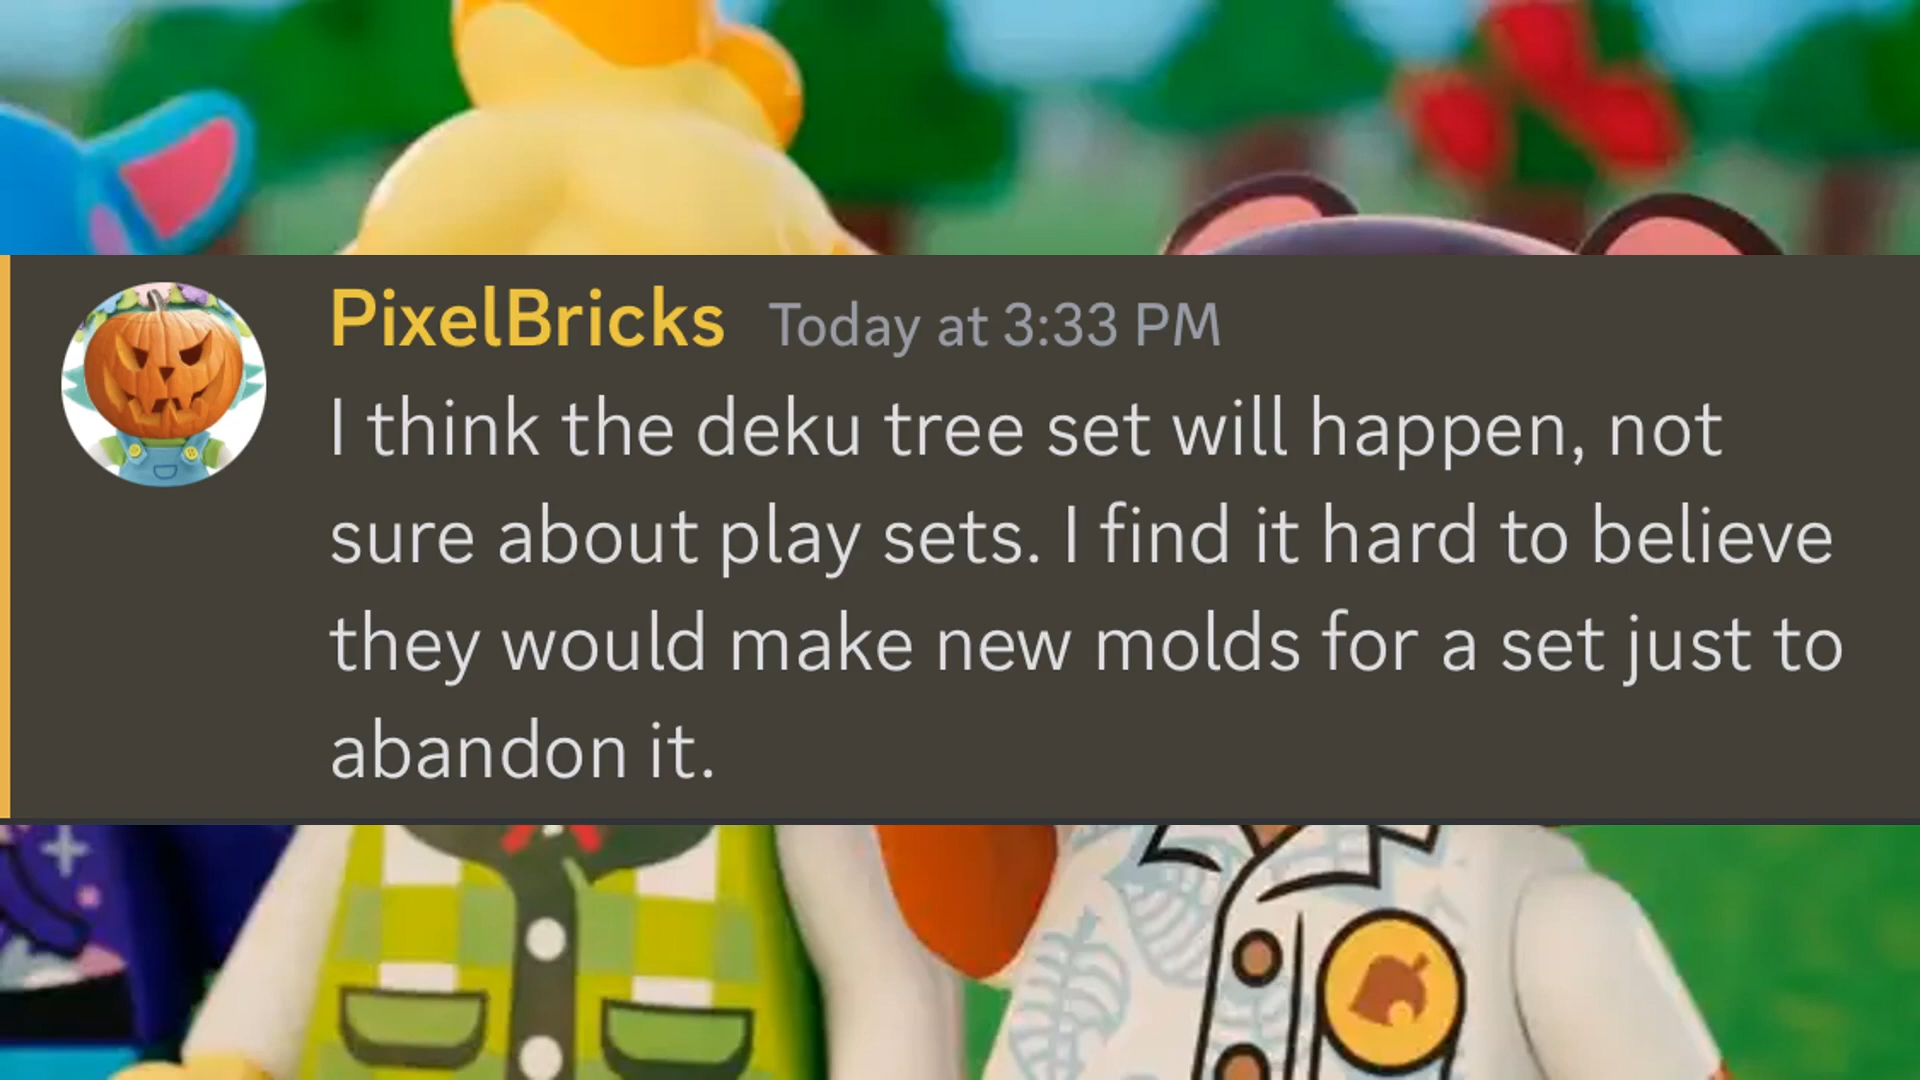 PixelBricks Today at 3:33 PM
I think the deku tree set will happen, not
sure about play sets. I find it hard to believe
they would make new molds for a set just to
abandon it.